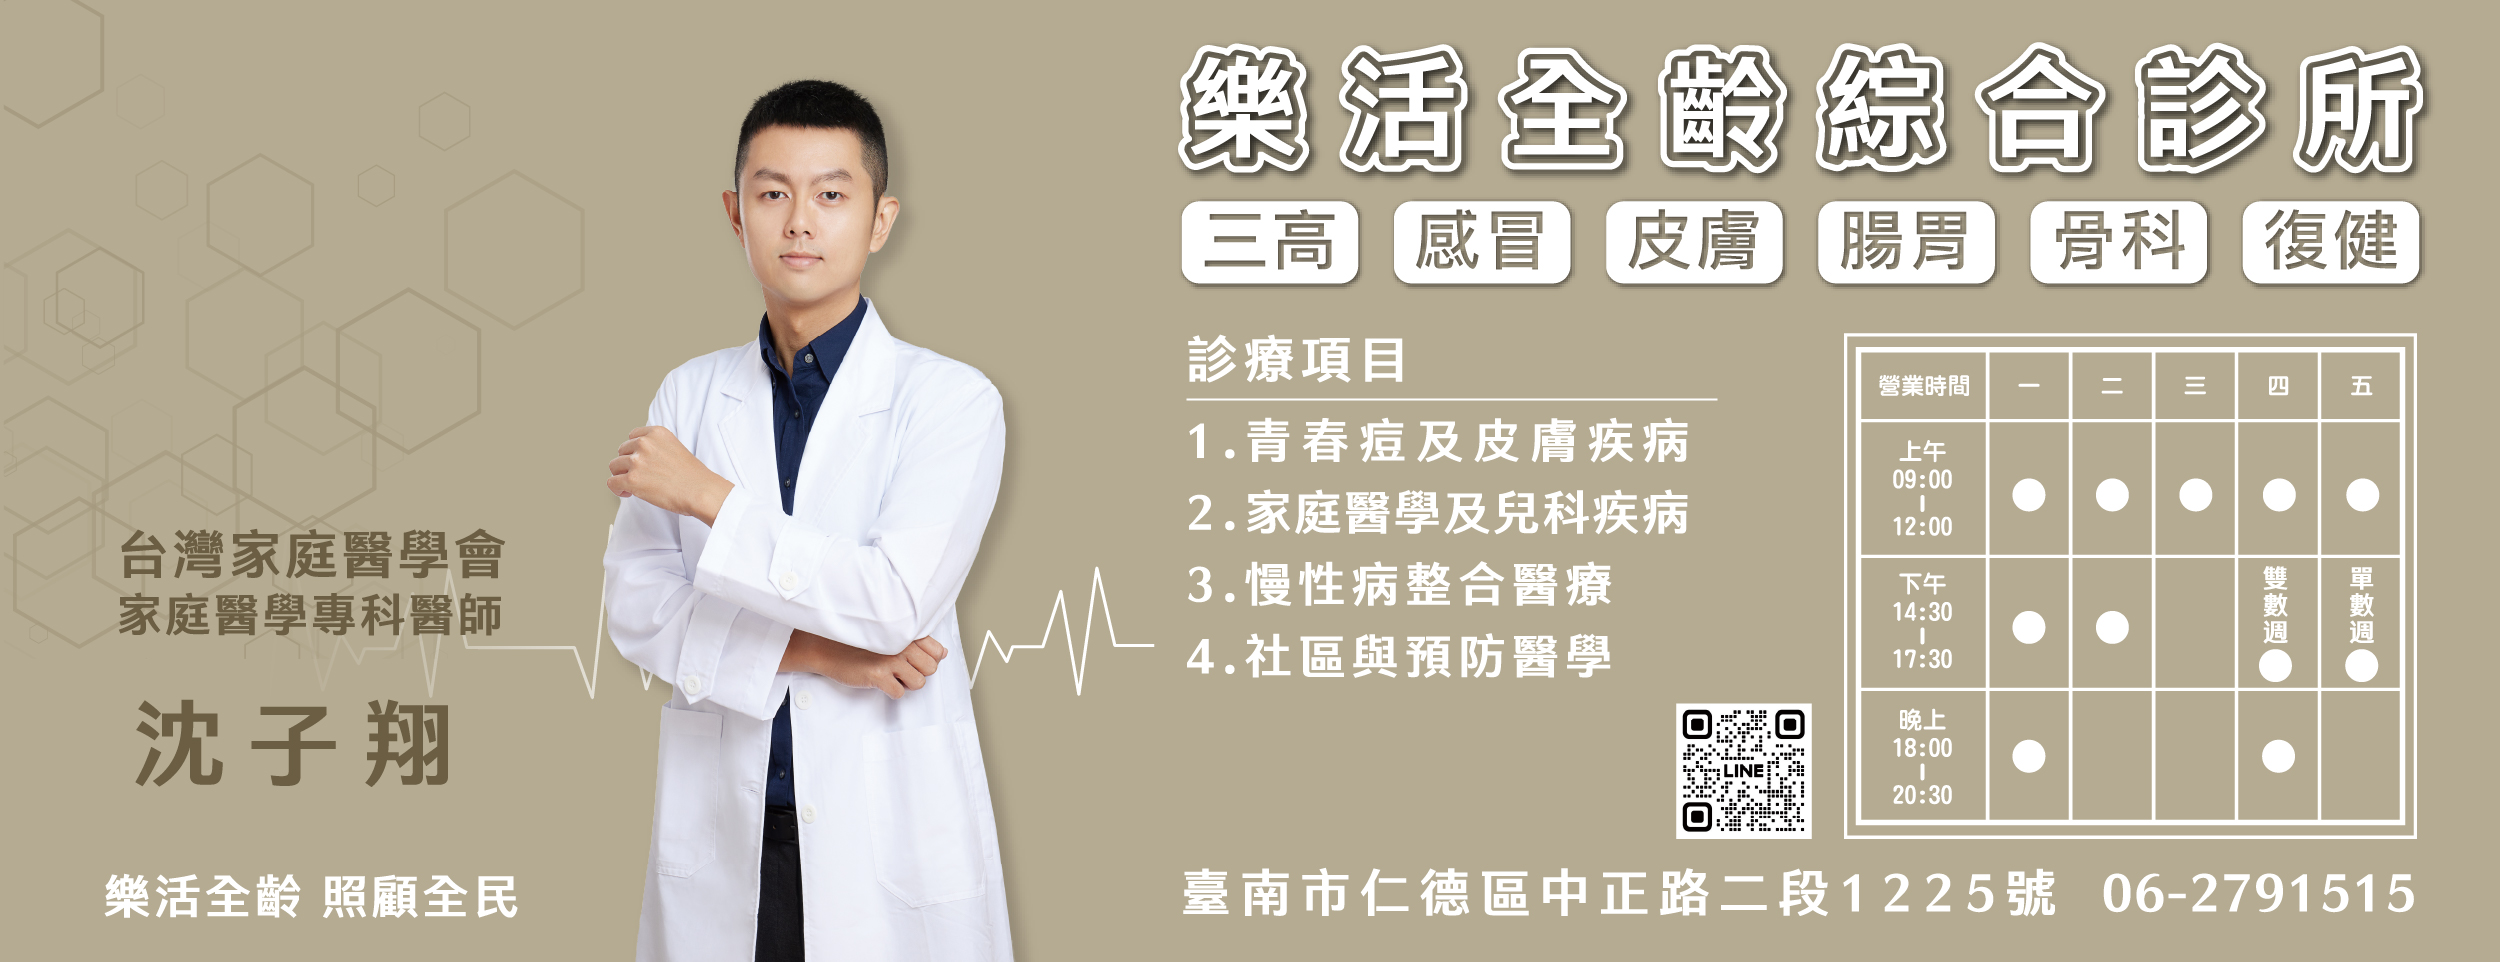 樂活全齡綜合診所
三高 感冒 皮膚 腸胃 骨科 復健
診療項目
1.青春痘及皮膚疾病
2.家庭醫學及兒科疾病
3.慢性病整合醫療
4.社區與預防醫學
營業時間 一 二 三 四 五
上午
09:00
|
12:00
下午
14:30
|
17:30
雙數週
單數週
晚上
18:00
|
20:30
LINE
台灣家庭醫學會
家庭醫學專科醫師
沈子翔
樂活全齡 照顧全民
臺南市仁德區中正路二段1225號 06-2791515